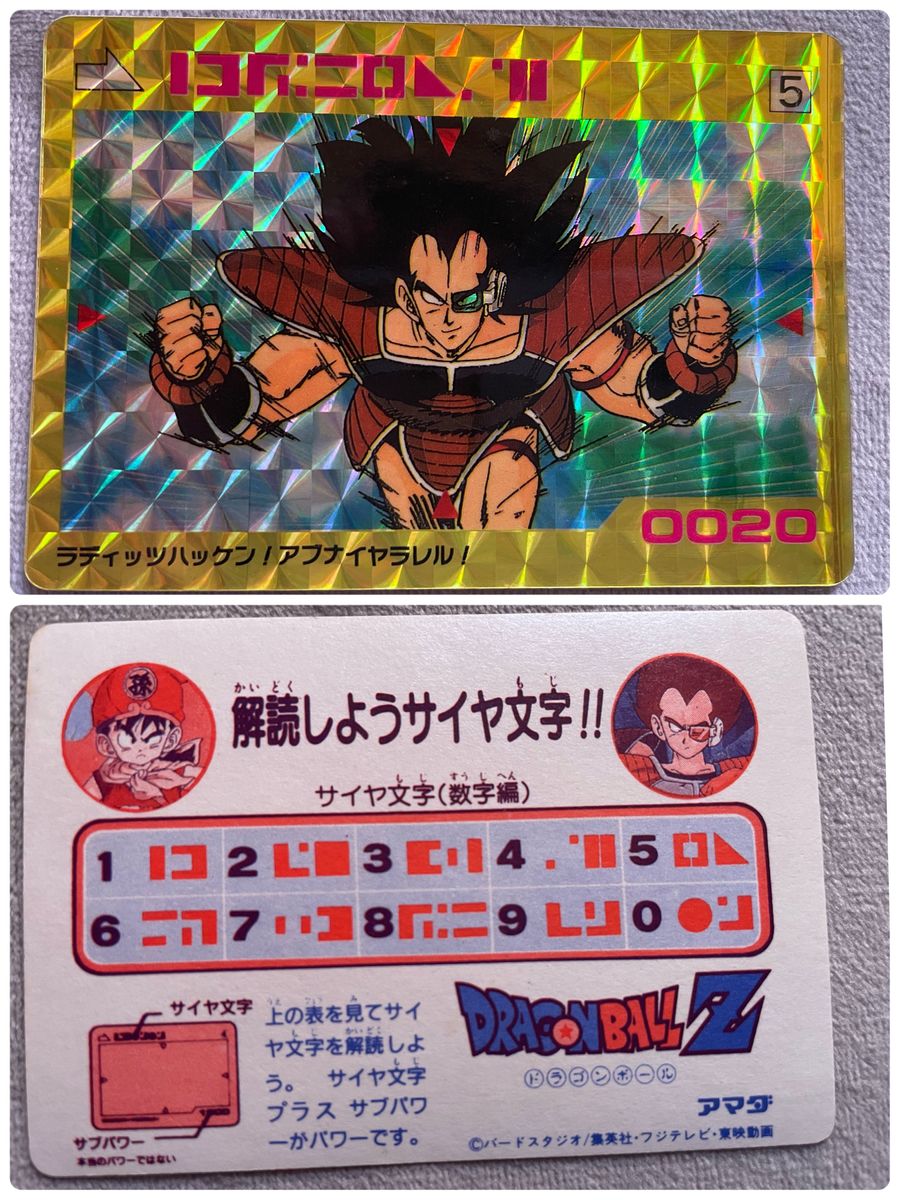 5
0020
ラディッツハッケン！アブナイヤラレル！
孫
かいどく もじ
解読しようサイヤ文字!!
もじ すうじへん
サイヤ文字(数字編)
1 2 3 4 5
6 7 8 9 0
サイヤ文字
サブパワー
本当のパワーではない
上の表を見てサイ
ヤ文字を解読しよ
う。 サイヤ文字
プラス サブパワ
ーがパワーです。
DRAGONBALL Z
ドラゴンボール
アマダ
©バードスタジオ/集英社・フジテレビ・東映動画